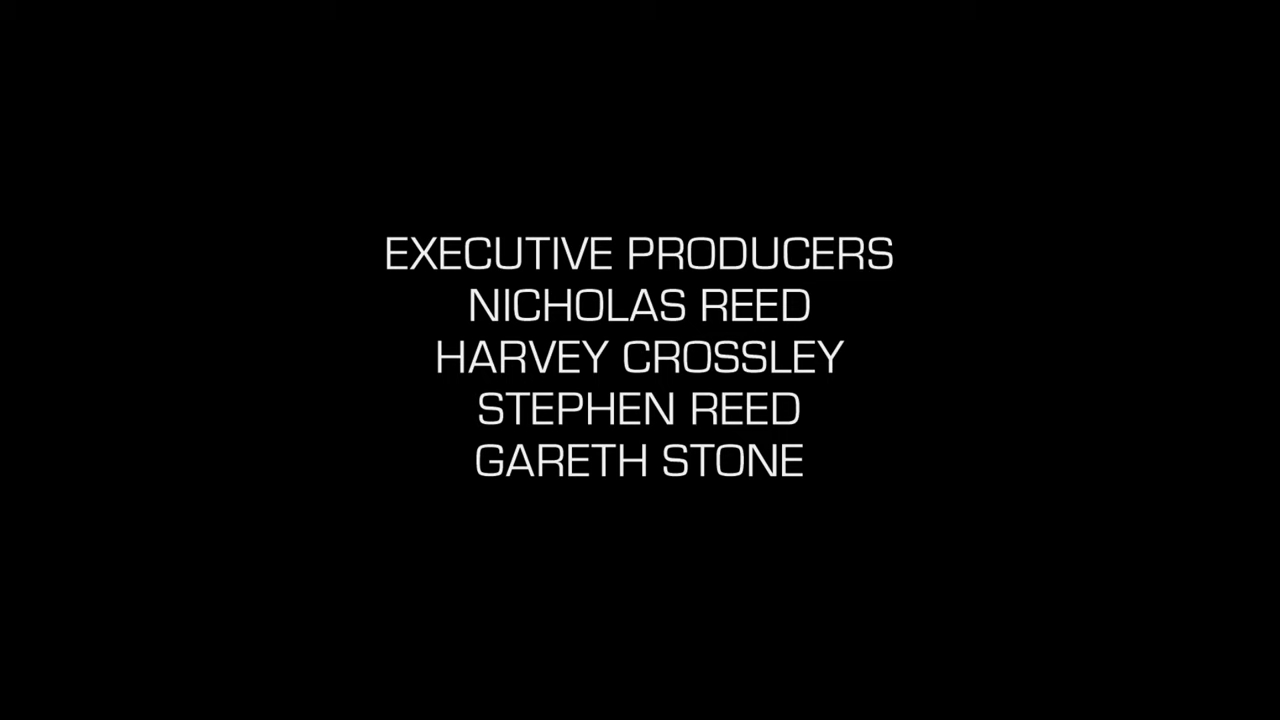 EXECUTIVE PRODUCERS
NICHOLAS REED
HARVEY CROSSLEY
STEPHEN REED
GARETH STONE